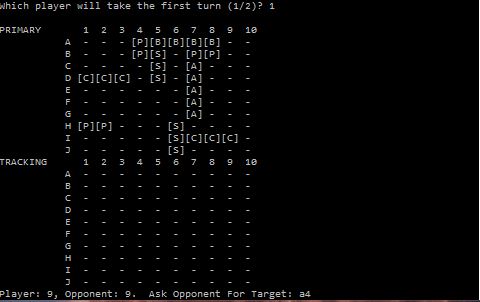 Which player will take the first turn (1/2)? 1
PRIMARY 1 2 3 4 5 6 7 8 9 10
A - - - [P][B][B][B][B] - -
B - - - [P][S] - [P][P] - -
C - - - - [S] - [A] - - -
D [C][C][C] - [S] - [A] - - -
E - - - - - - [A] - - -
F - - - - - - [A] - - -
G - - - - - - [A] - - -
H [P][P] - - - [S] - - - -
I - - - - - [S][C][C][C] -
J - - - - - [S] - - - -
TRACKING 1 2 3 4 5 6 7 8 9 10
A - - - - - - - - - -
B - - - - - - - - - -
C - - - - - - - - - -
D - - - - - - - - - -
E - - - - - - - - - -
F - - - - - - - - - -
G - - - - - - - - - -
H - - - - - - - - - -
I - - - - - - - - - -
J - - - - - - - - - -
Player: 9, Opponent: 9.  Ask Opponent For Target: a4